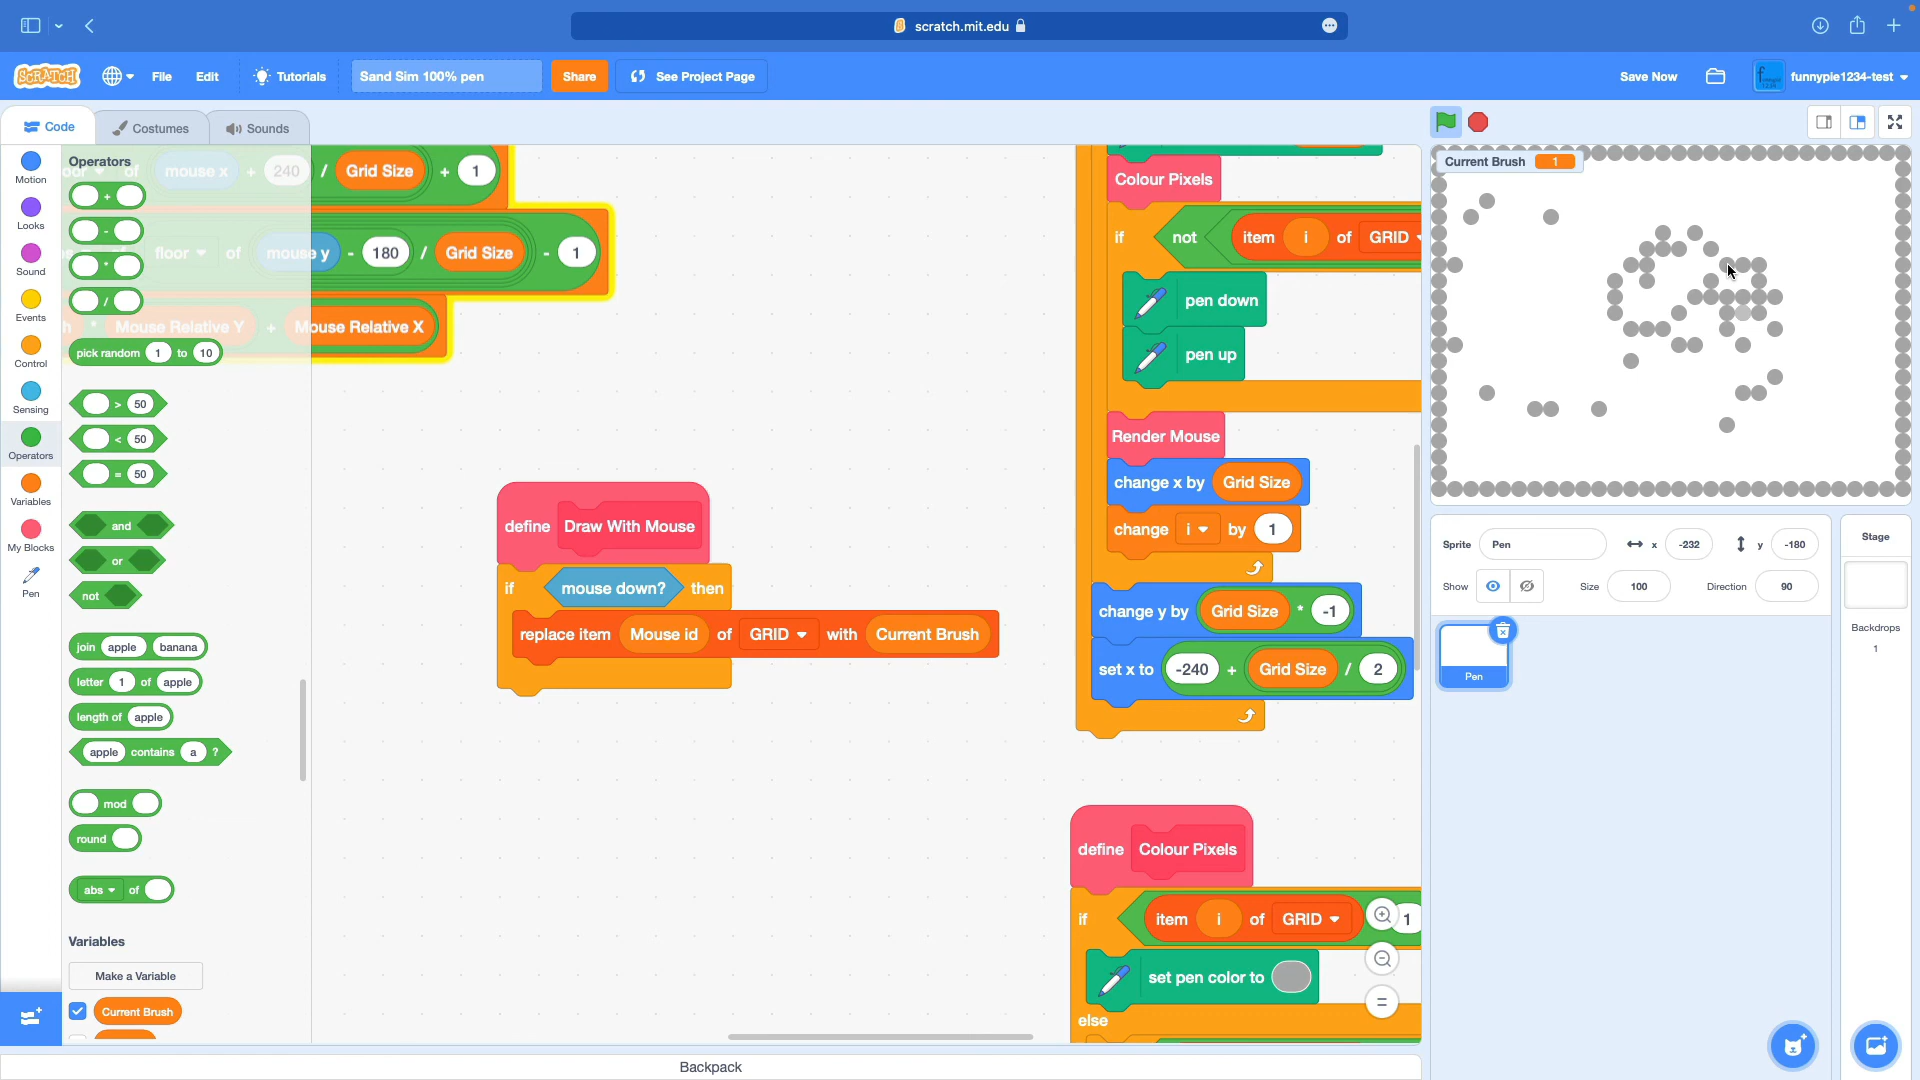 scratch.mit.edu
SCRATCH
File
Edit
Tutorials
Sand Sim 100% pen
Share
See Project Page
Save Now
funnypie1234-test
Code
Costumes
Sounds
Motion
Looks
Sound
Events
Control
Sensing
Operators
Variables
My Blocks
Pen
Operators
+
-
*
/
pick random 1 to 10
> 50
< 50
= 50
and
or
not
join apple banana
letter 1 of apple
length of apple
apple contains a ?
mod
round
abs of
Variables
Make a Variable
Current Brush
of mouse x + 240 / Grid Size + 1
floor of mouse y - 180 / Grid Size - 1
* Mouse Relative Y + Mouse Relative X
define Draw With Mouse
if mouse down? then
replace item Mouse id of GRID with Current Brush
Colour Pixels
if not item i of GRID
pen down
pen up
Render Mouse
change x by Grid Size
change i by 1
change y by Grid Size * -1
set x to -240 + Grid Size / 2
define Colour Pixels
if item i of GRID 1
set pen color to
else
Current Brush 1
Sprite Pen x -232 y -180
Show Size 100 Direction 90
Pen
Stage
Backdrops
1
Backpack